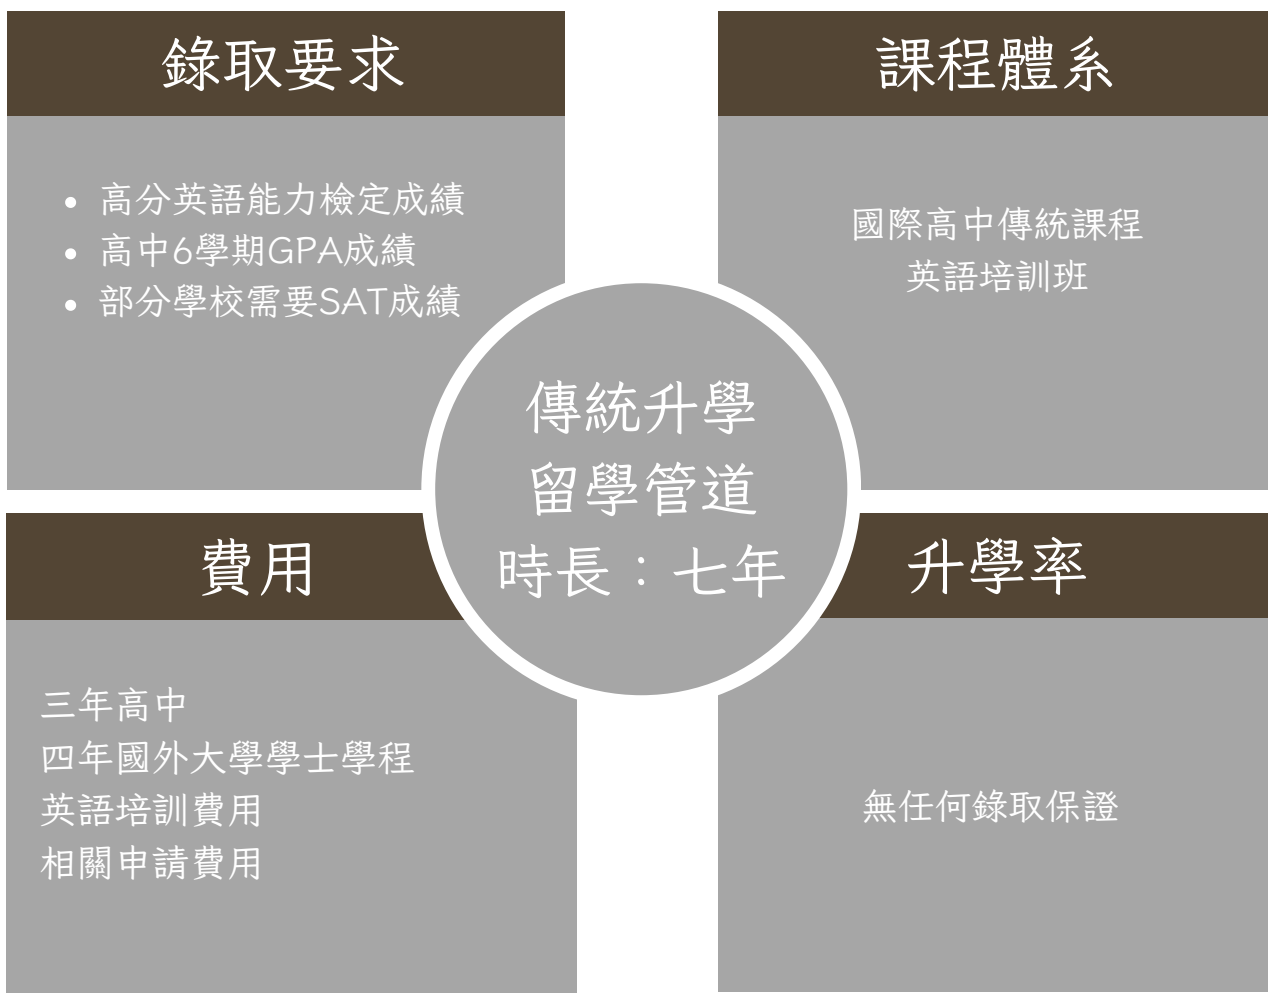 錄取要求
高分英語能力檢定成績
高中6學期GPA成績
部分學校需要SAT成績
課程體系
國際高中傳統課程
英語培訓班
傳統升學
留學管道
時長：七年
費用
三年高中
四年國外大學學士學程
英語培訓費用
相關申請費用
升學率
無任何錄取保證